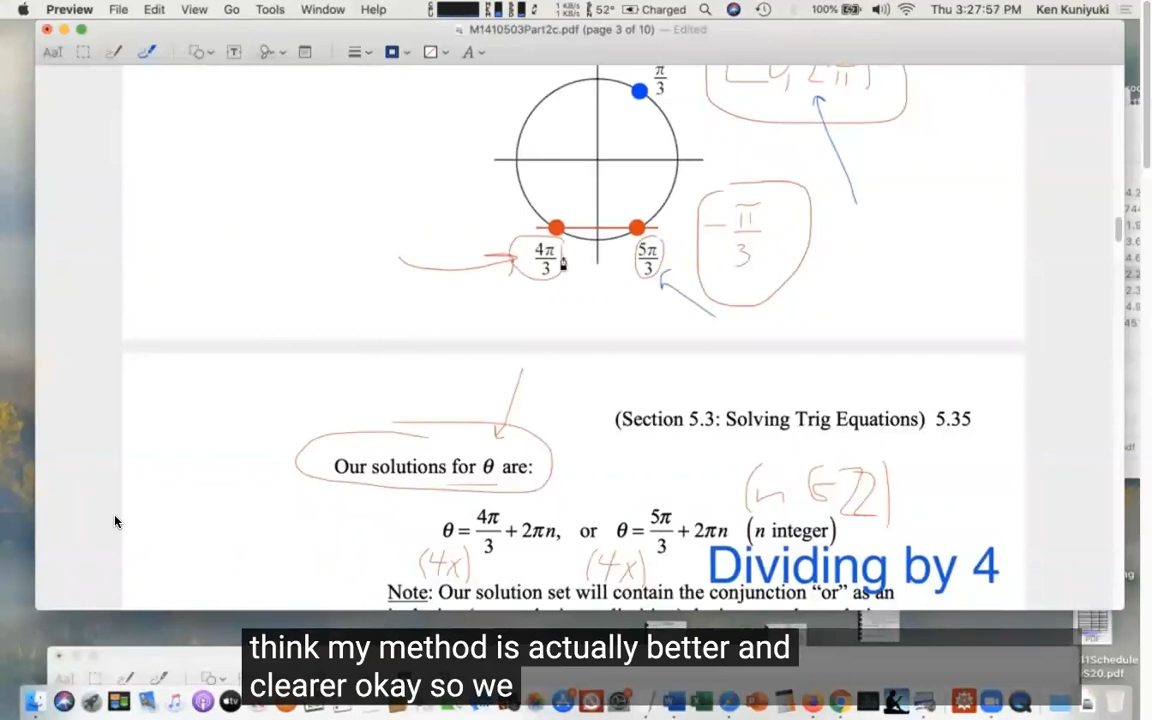 Preview File Edit View Go Tools Window Help 52° Charged 100% Thu 3:27:57 PM Ken Kuniyuki
M1410503Part2c.pdf (page 3 of 10) — Edited
π/3
2π]
4π/3 5π/3
-π/3
(Section 5.3: Solving Trig Equations) 5.35
Our solutions for θ are:
(n ∈ ℤ)
θ = 4π/3 + 2πn, or θ = 5π/3 + 2πn (n integer)
(4x) (4x)
Dividing by 4
Note: Our solution set will contain the conjunction “or” as an
think my method is actually better and
clearer okay so we